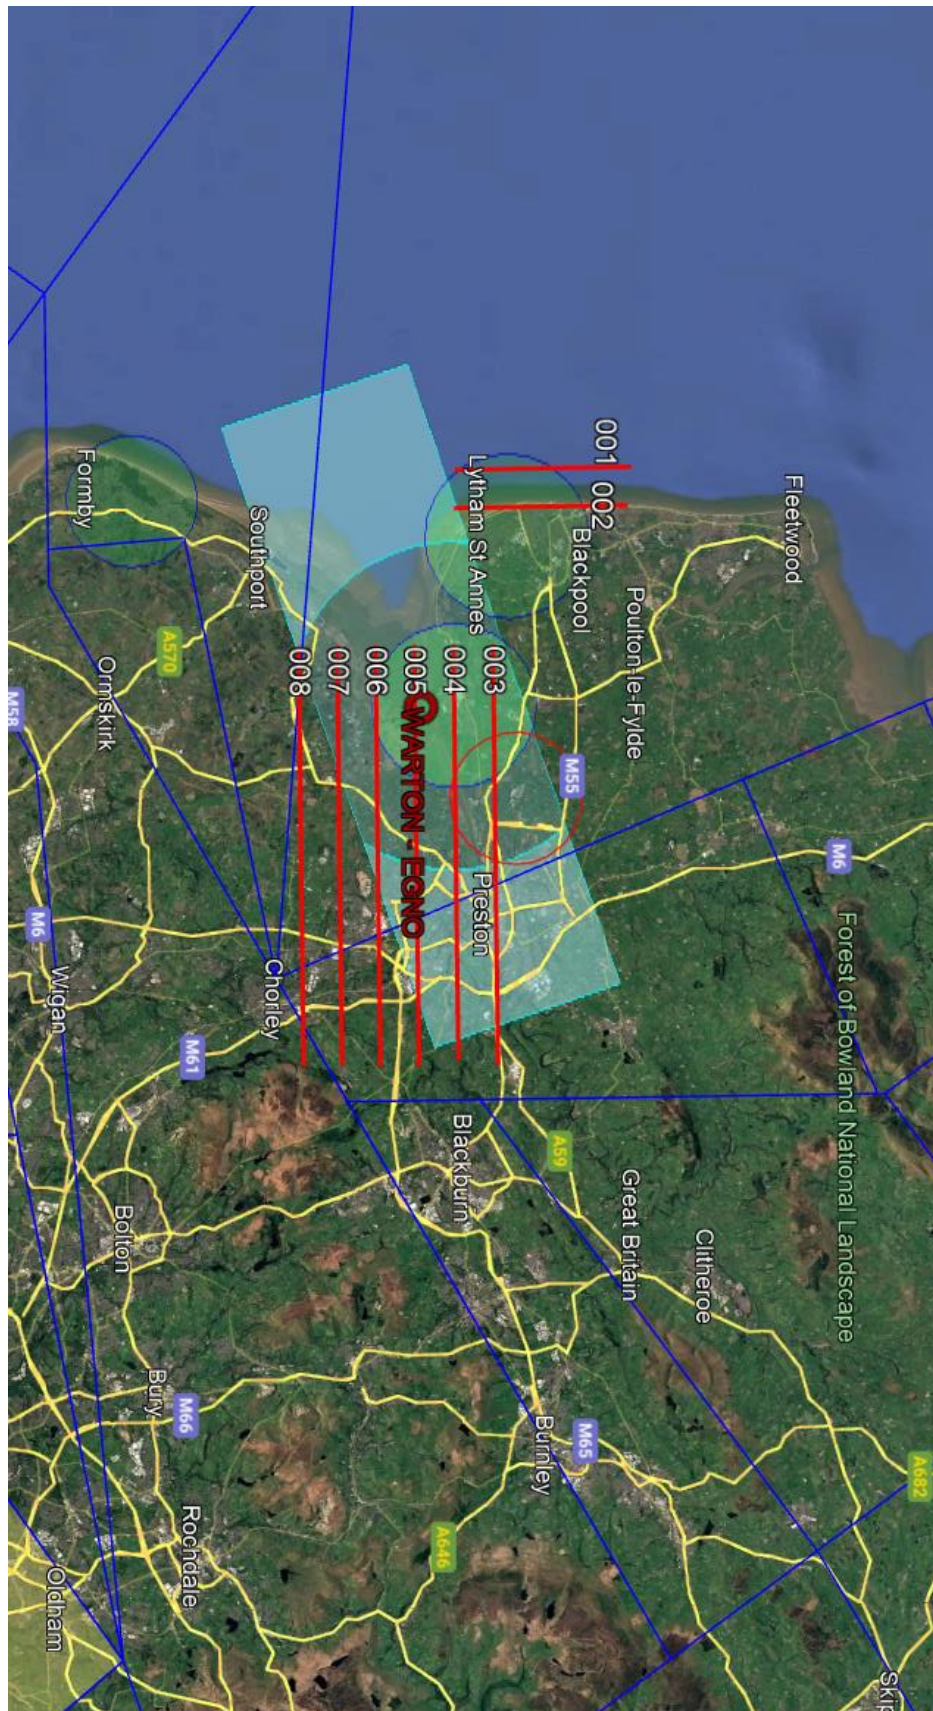 A682
Skip
Forest of Bowland National Landscape
M6
Fleetwood
Clitheroe
Poulton-le-Fylde
Great Britain
001
002
M65
Blackpool
M55
A59
Burnley
003
Preston
Lytham St Annes
Blackburn
004
A646
005
WARTON - EGNO
006
007
008
Chorley
Southport
Rochdale
M61
M66
A570
Bury
Bolton
Ormskirk
Formby
Wigan
Oldham
M6
M58